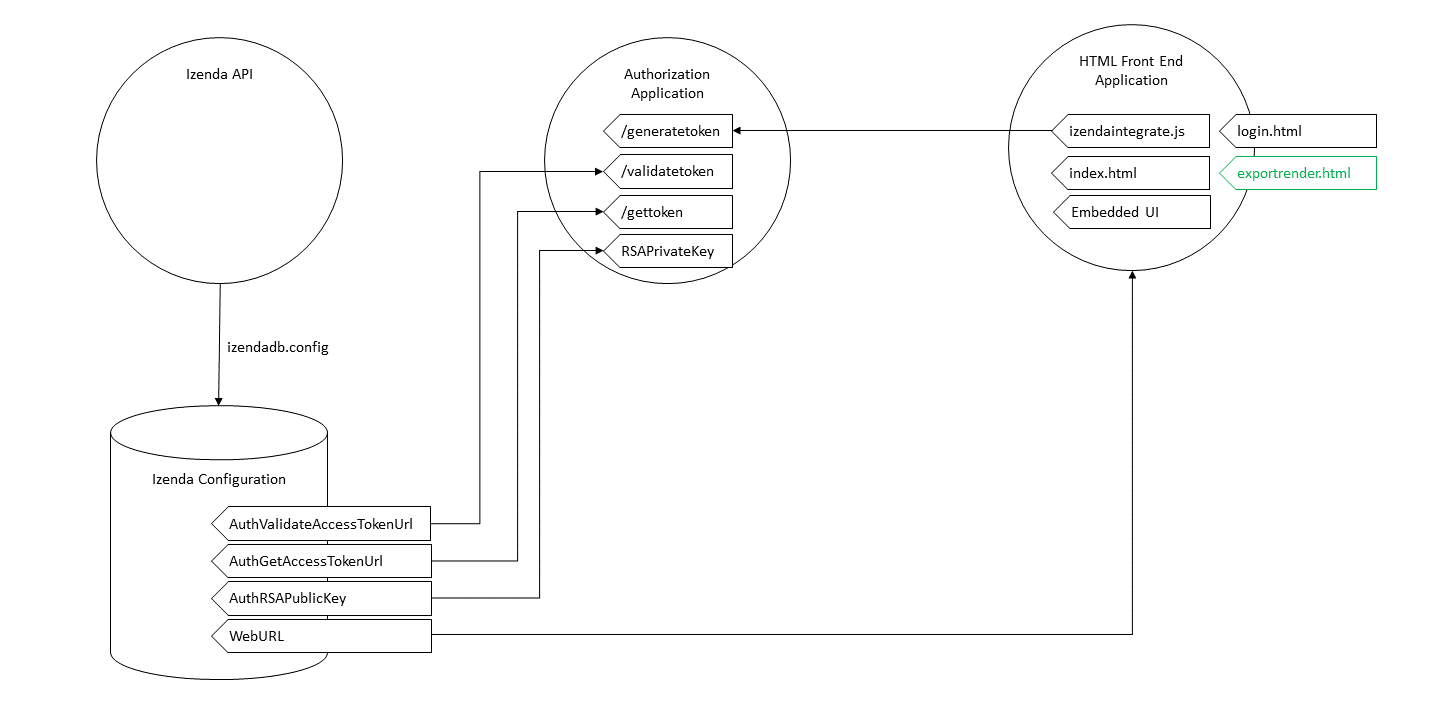 Izenda API
Authorization
Application
/generatetoken
/validatetoken
/gettoken
RSAPrivateKey
HTML Front End
Application
izendaintegrate.js
login.html
index.html
exportrender.html
Embedded UI
izendadb.config
Izenda Configuration
AuthValidateAccessTokenUrl
AuthGetAccessTokenUrl
AuthRSAPublicKey
WebURL